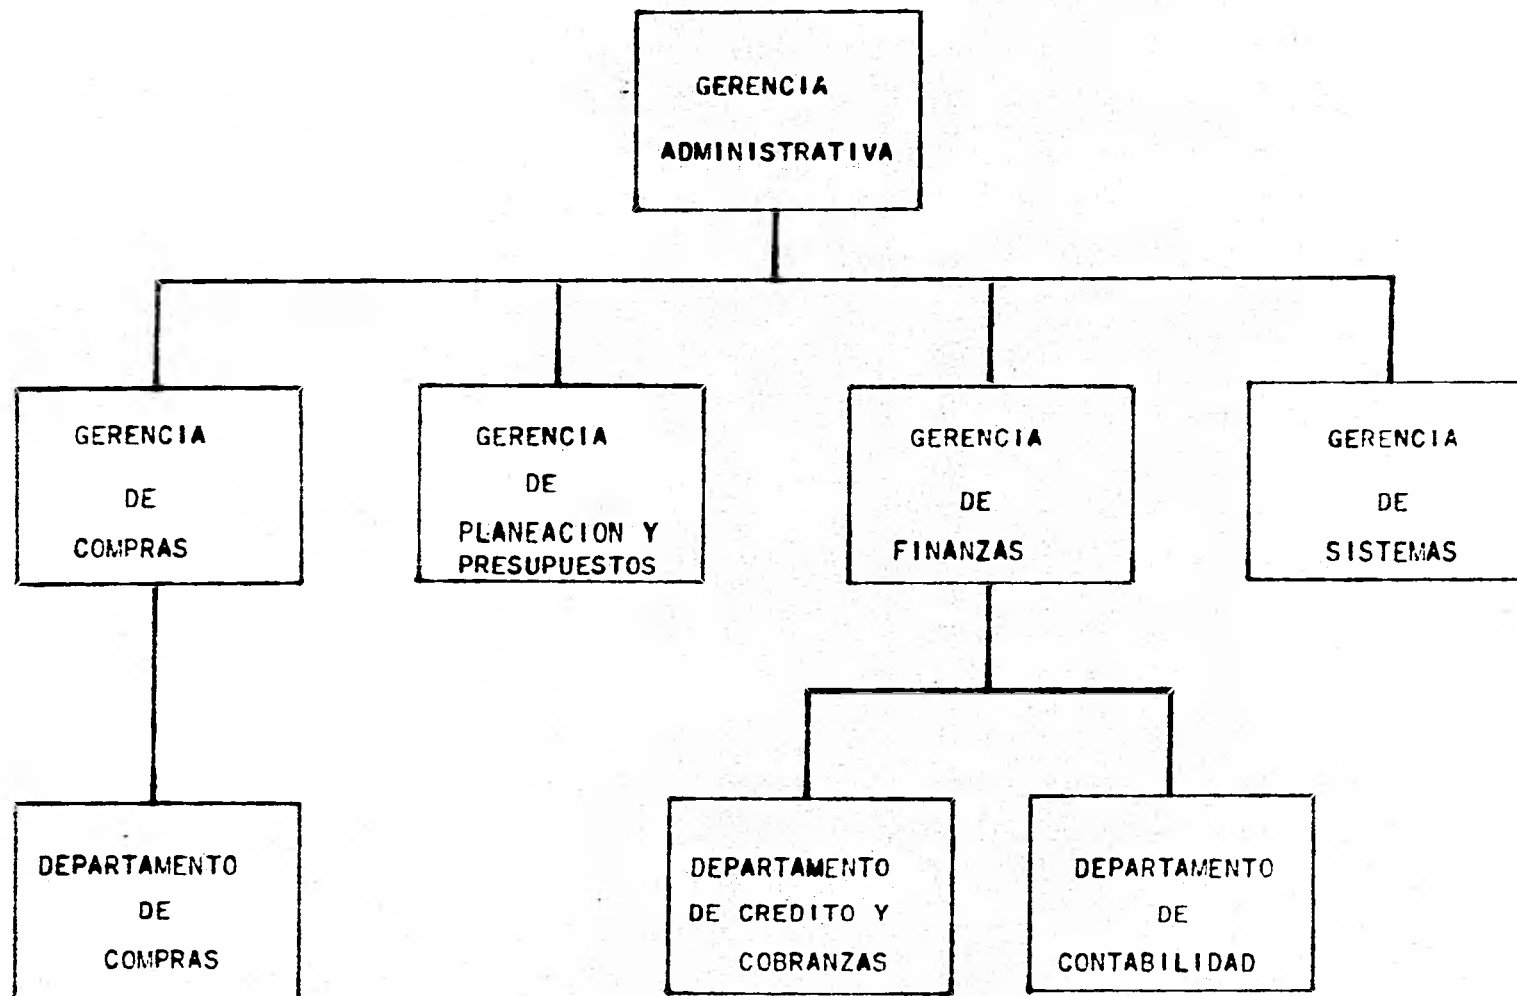 GERENCIA
ADMINISTRATIVA
GERENCIA
DE
COMPRAS
GERENCIA
DE
PLANEACION Y
PRESUPUESTOS
GERENCIA
DE
FINANZAS
GERENCIA
DE
SISTEMAS
DEPARTAMENTO
DE
COMPRAS
DEPARTAMENTO
DE CREDITO Y
COBRANZAS
DEPARTAMENTO
DE
CONTABILIDAD